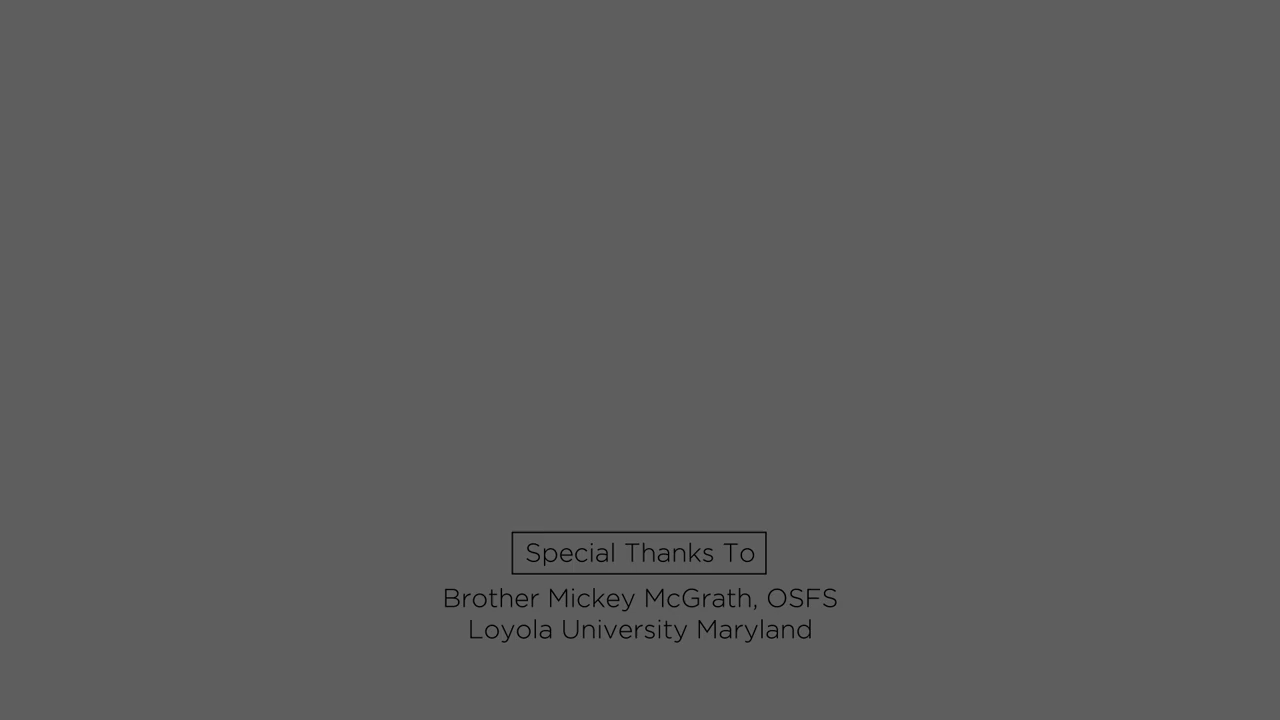 Special Thanks To
Brother Mickey McGrath, OSFS
Loyola University Maryland